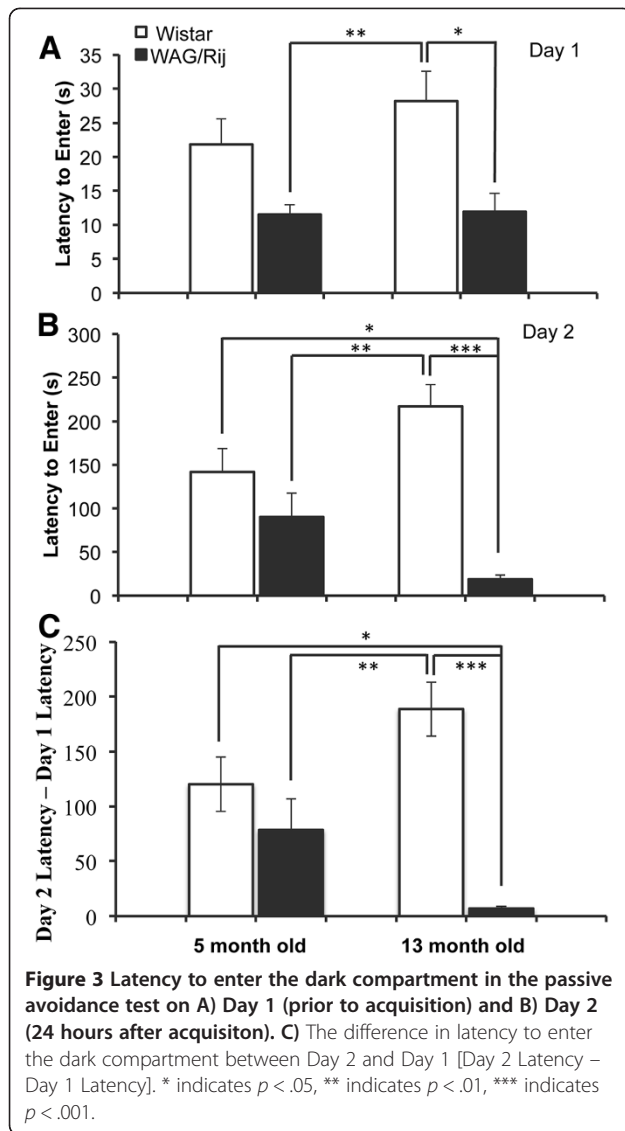 Wistar
WAG/Rij
A
Day 1
** *
Latency to Enter (s)
35
30
25
20
15
10
5
0
B
Day 2
*
** ***
Latency to Enter (s)
300
250
200
150
100
50
0
C
*
** ***
Day 2 Latency – Day 1 Latency
250
200
150
100
50
0
5 month old 13 month old
Figure 3 Latency to enter the dark compartment in the passive
avoidance test on A) Day 1 (prior to acquisition) and B) Day 2
(24 hours after acquisiton). C) The difference in latency to enter
the dark compartment between Day 2 and Day 1 [Day 2 Latency –
Day 1 Latency]. * indicates p < .05, ** indicates p < .01, *** indicates
p < .001.